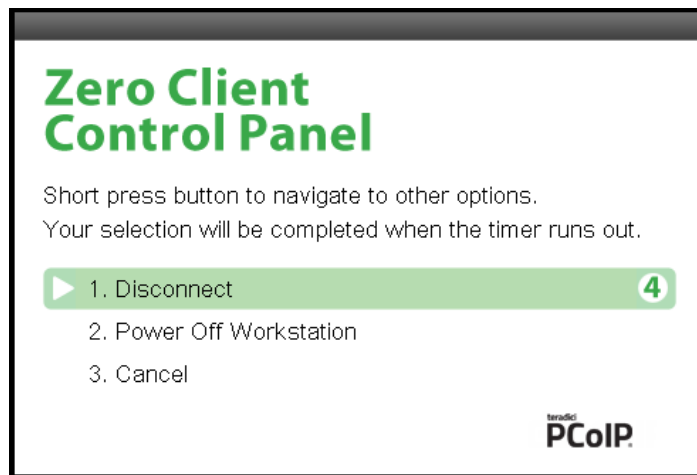 Zero Client
Control Panel
Short press button to navigate to other options.
Your selection will be completed when the timer runs out.
1. Disconnect 4
2. Power Off Workstation
3. Cancel
teradici
PCoIP.